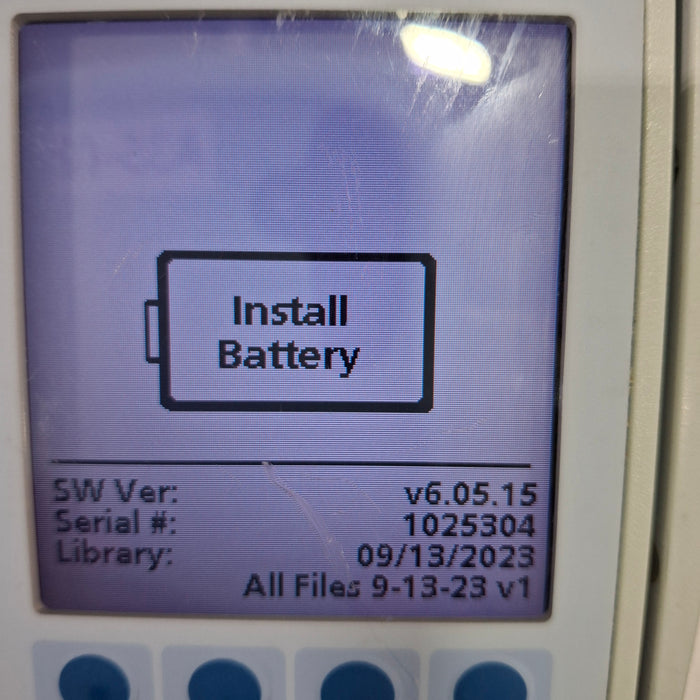 Install
Battery
SW Ver: v6.05.15
Serial #: 1025304
Library: 09/13/2023
All Files 9-13-23 v1